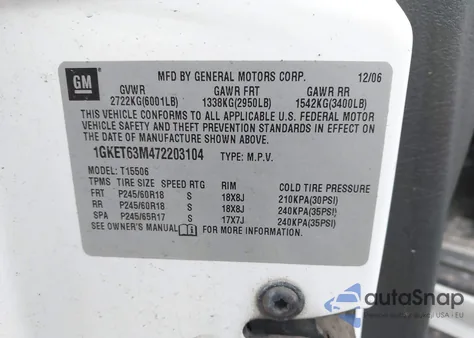 GM
MFD BY GENERAL MOTORS CORP. 12/06
GVWR GAWR FRT GAWR RR
2722KG(6001LB) 1338KG(2950LB) 1542KG(3400LB)
THIS VEHICLE CONFORMS TO ALL APPLICABLE U.S. FEDERAL MOTOR
VEHICLE SAFETY AND THEFT PREVENTION STANDARDS IN EFFECT ON
THE DATE OF MANUFACTURE SHOWN ABOVE.
1GKET63M472203104 TYPE: M.P.V.
MODEL: T15506
TPMS TIRE SIZE SPEED RTG RIM COLD TIRE PRESSURE
FRT P245/60R18 S 18X8J 210KPA(30PSI)
RR P245/60R18 S 18X8J 240KPA(35PSI)
SPA P245/65R17 S 17X7J 240KPA(35PSI)
SEE OWNER'S MANUAL FOR MORE INFORMATION.
autoSnap